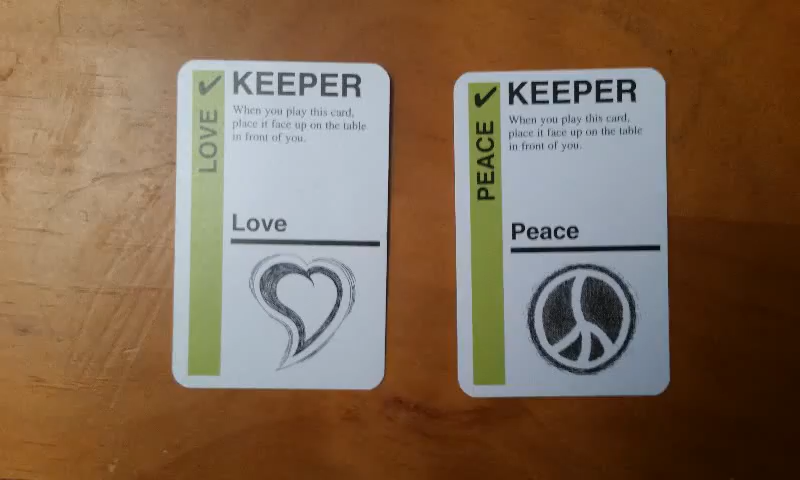 LOVE
KEEPER
When you play this card,
place it face up on the table
in front of you.
Love
PEACE
KEEPER
When you play this card,
place it face up on the table
in front of you.
Peace